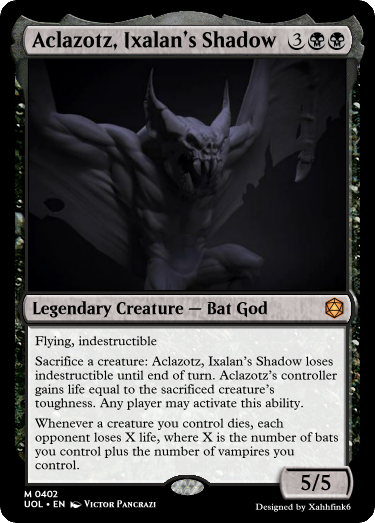 Aclazotz, Ixalan's Shadow 3
Legendary Creature — Bat God
Flying, indestructible
Sacrifice a creature: Aclazotz, Ixalan's Shadow loses
indestructible until end of turn. Aclazotz's controller
gains life equal to the sacrificed creature's
toughness. Any player may activate this ability.
Whenever a creature you control dies, each
opponent loses X life, where X is the number of bats
you control plus the number of vampires you
control.
5/5
M 0402
UOL • EN Victor Pancrazi
Designed by Xahhfink6